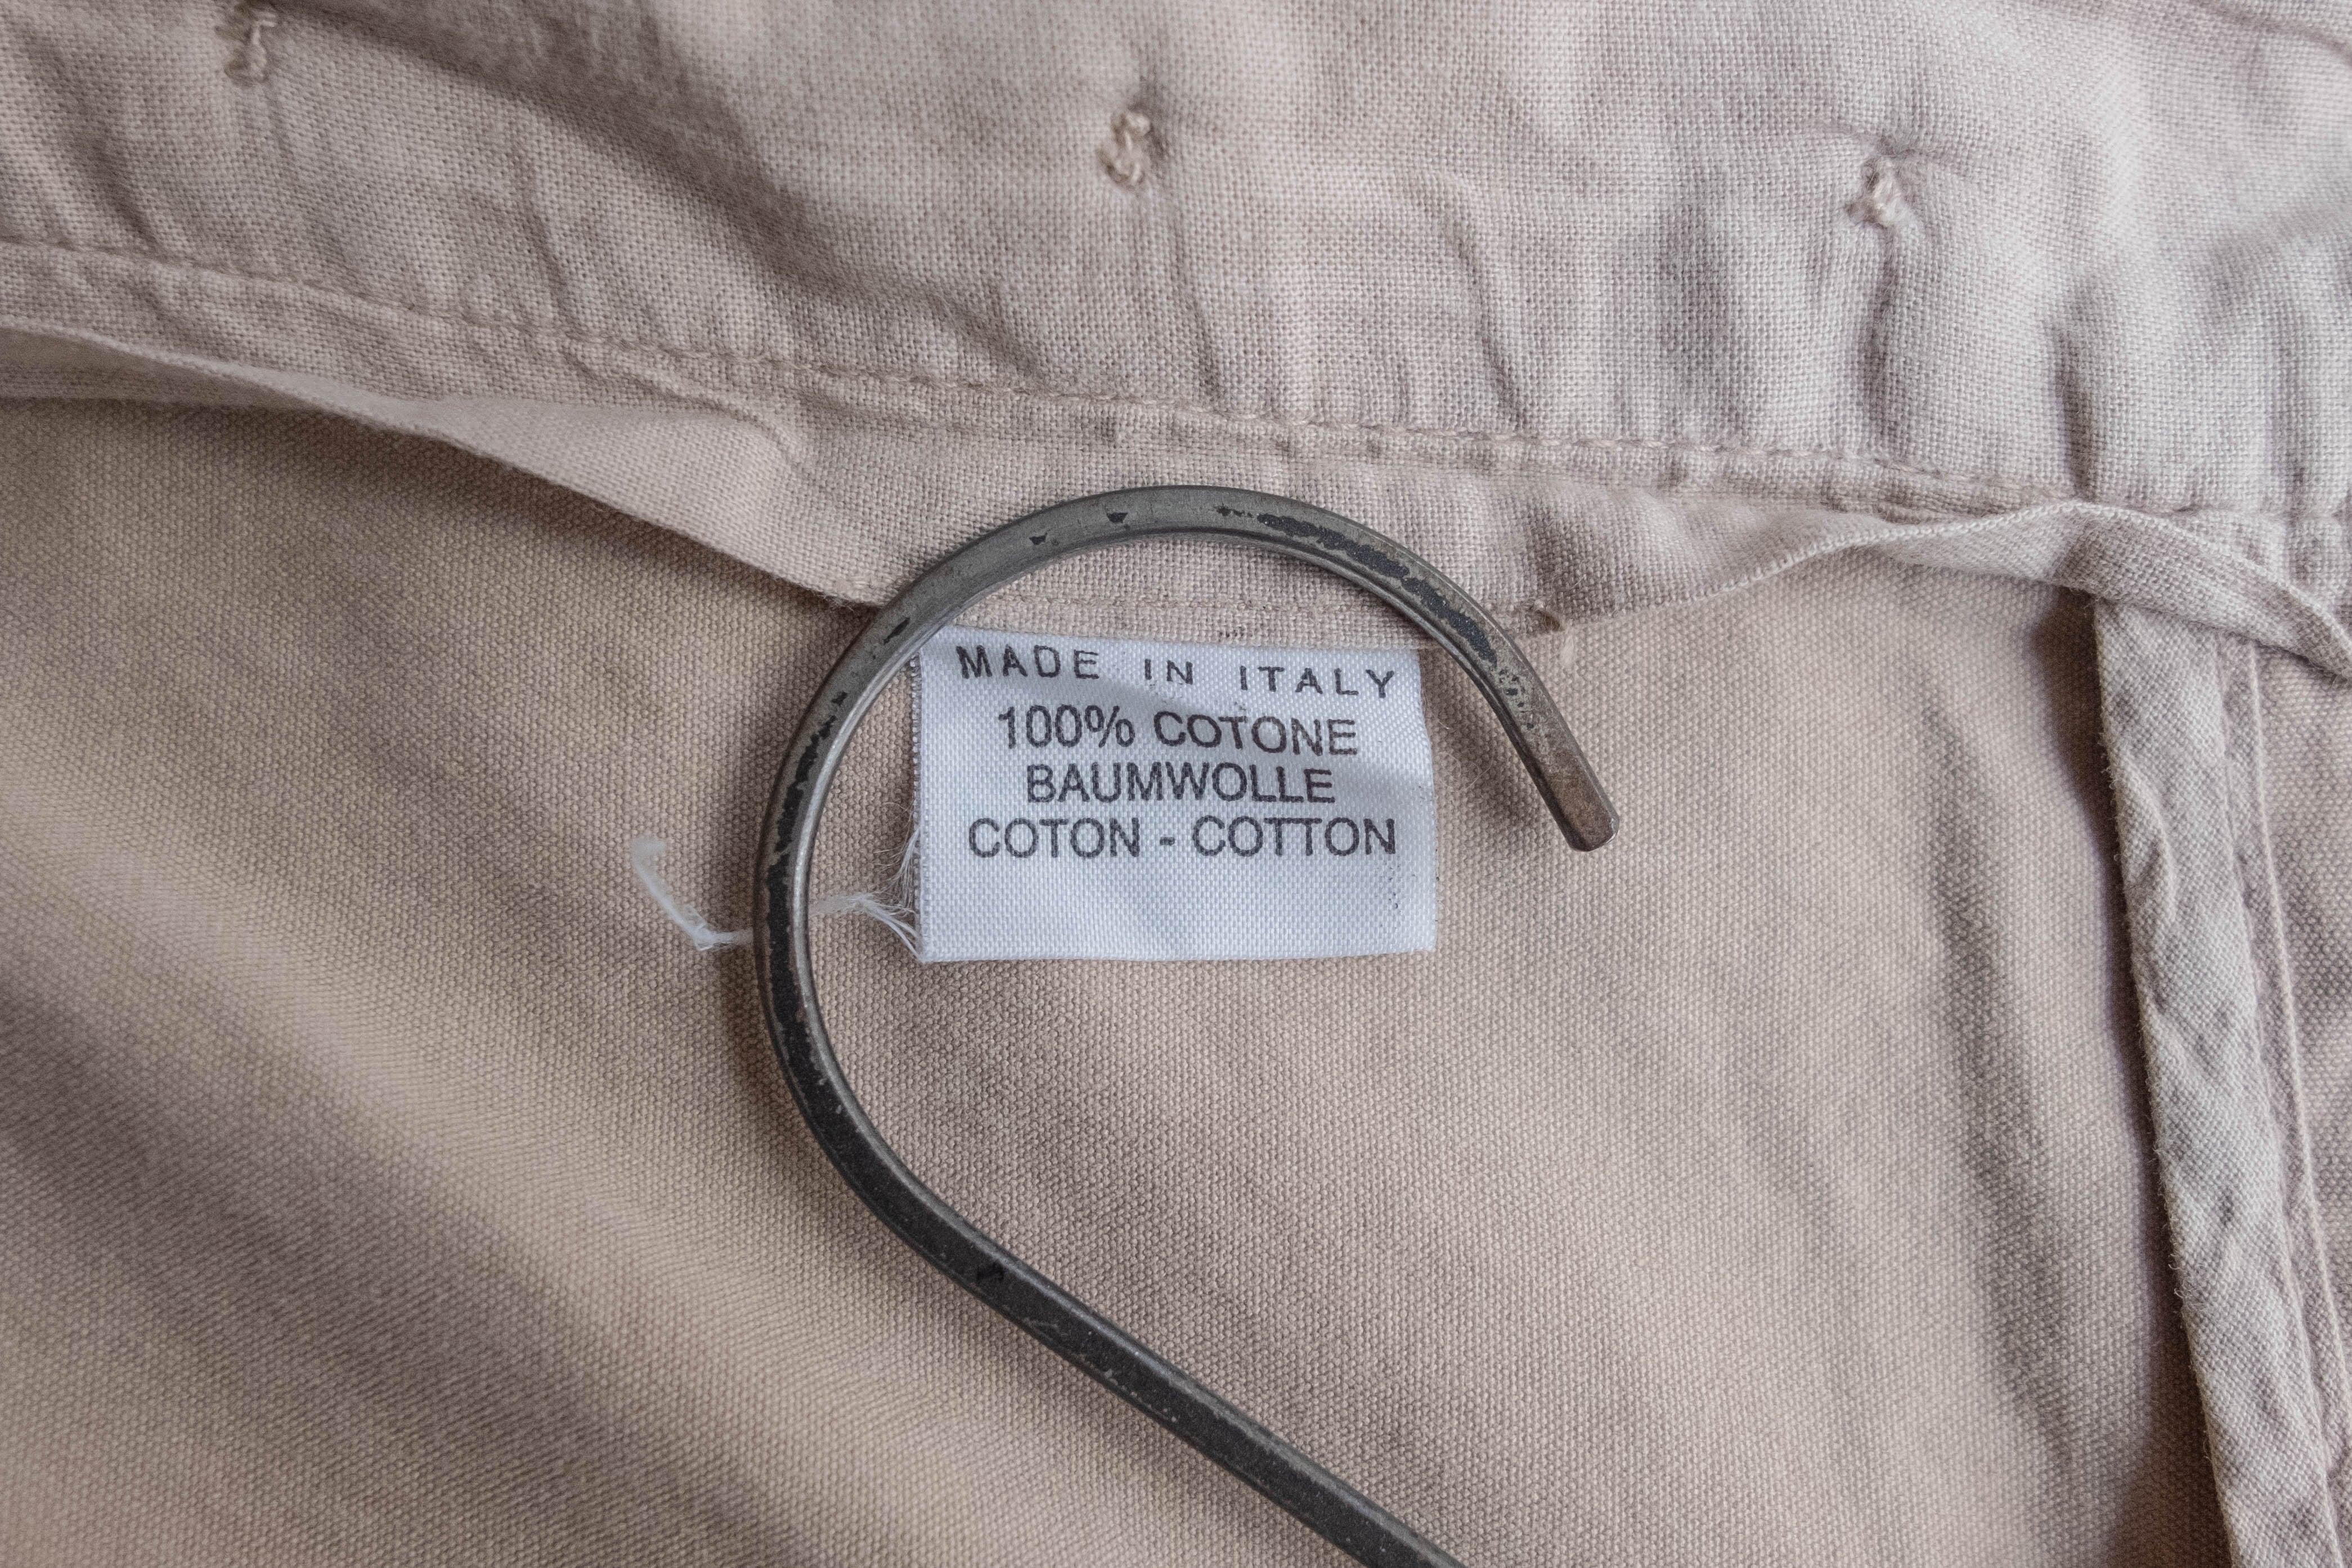 MADE IN ITALY
100% COTONE
BAUMWOLLE
COTON - COTTON